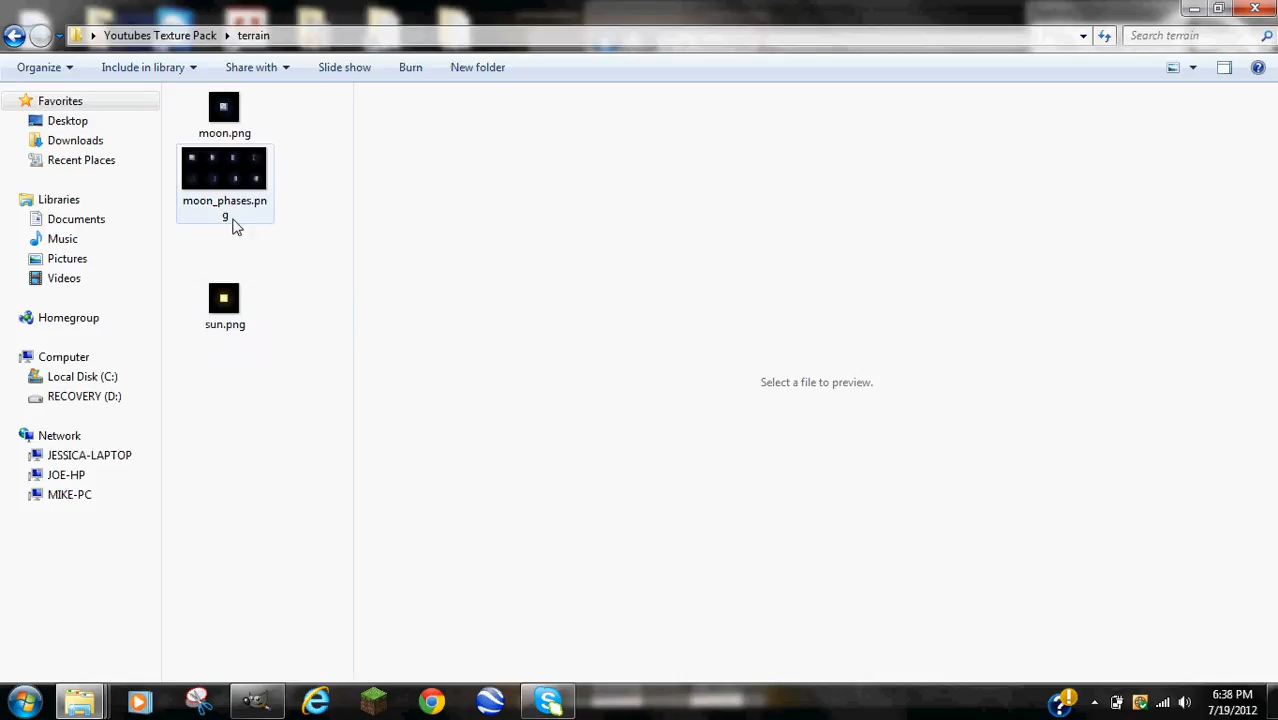 Youtubes Texture Pack terrain Search terrain
Organize Include in library Share with Slide show Burn New folder
Favorites
Desktop
Downloads
Recent Places
Libraries
Documents
Music
Pictures
Videos
Homegroup
Computer
Local Disk (C:)
RECOVERY (D:)
Network
JESSICA-LAPTOP
JOE-HP
MIKE-PC
moon.png
moon_phases.pn
g
sun.png
Select a file to preview.
6:38 PM
7/19/2012